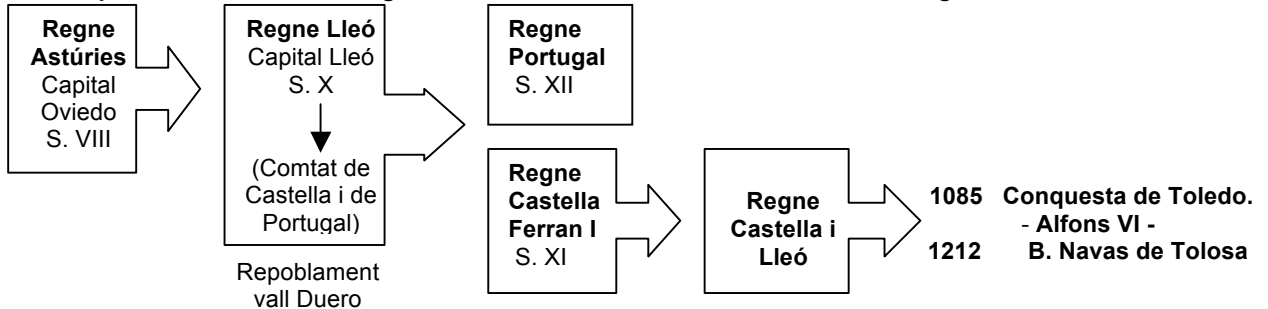 Regne
Astúries
Capital
Oviedo
S. VIII
Regne Lleó
Capital Lleó
S. X
(Comtat de
Castella i de
Portugal)
Repoblament
vall Duero
Regne
Portugal
S. XII
Regne
Castella
Ferran I
S. XI
Regne
Castella i
Lleó
1085 Conquesta de Toledo.
- Alfons VI -
1212 B. Navas de Tolosa